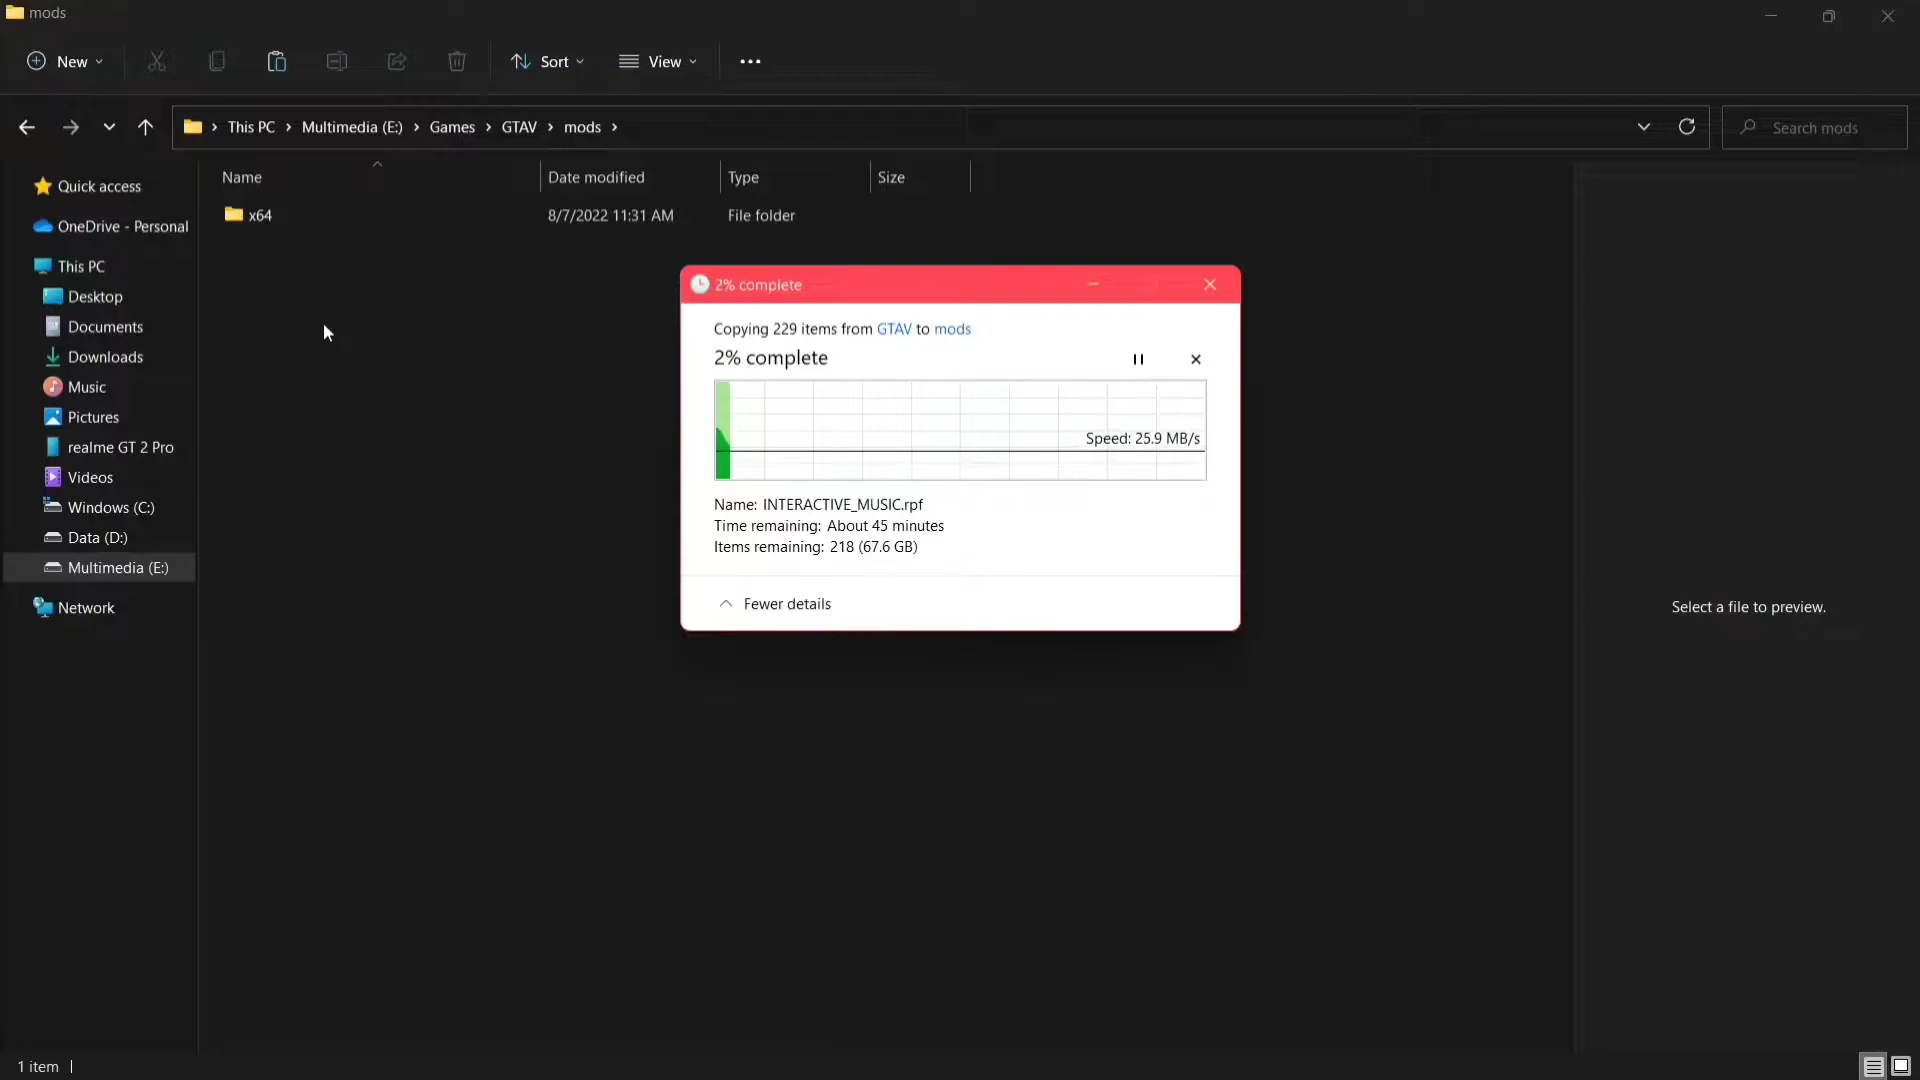 mods
New
Sort
View
This PC
Multimedia (E:)
Games
GTAV
mods
Search mods
Name
Date modified
Type
Size
x64
8/7/2022 11:31 AM
File folder
Quick access
OneDrive - Personal
This PC
Desktop
Documents
Downloads
Music
Pictures
realme GT 2 Pro
Videos
Windows (C:)
Data (D:)
Multimedia (E:)
Network
2% complete
Copying 229 items from GTAV to mods
2% complete
Speed: 25.9 MB/s
Name: INTERACTIVE_MUSIC.rpf
Time remaining: About 45 minutes
Items remaining: 218 (67.6 GB)
Fewer details
Select a file to preview.
1 item